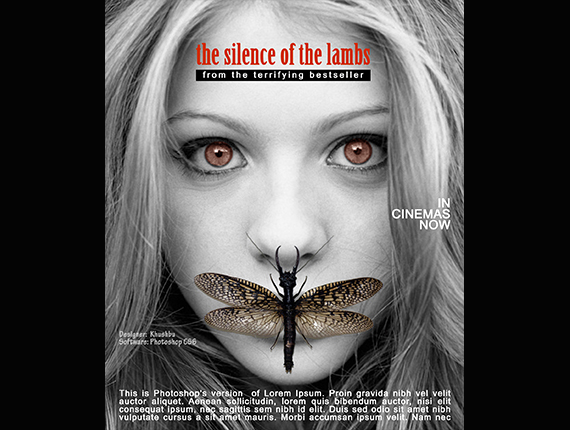 the silence of the lambs
from the terrifying bestseller
IN
CINEMAS
NOW
Designer: Khushbu
Software: Photoshop CS6
This is Photoshop's version of Lorem Ipsum. Proin gravida nibh vel velit
auctor aliquet. Aenean sollicitudin, lorem quis bibendum auctor, nisi elit
consequat ipsum, nec sagittis sem nibh id elit. Duis sed odio sit amet nibh
vulputate cursus a sit amet mauris. Morbi accumsan ipsum velit. Nam nec